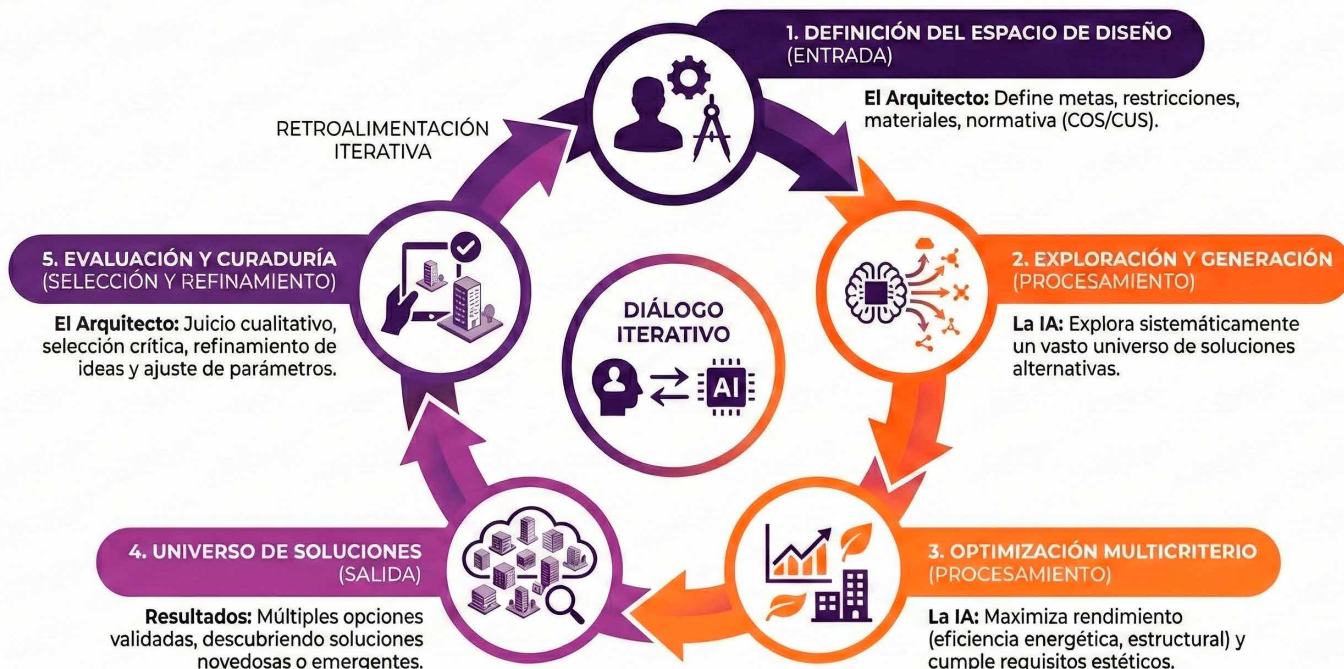 1. DEFINICIÓN DEL ESPACIO DE DISEÑO
(ENTRADA)
El Arquitecto: Define metas, restricciones,
materiales, normativa (COS/CUS).
RETROALIMENTACIÓN
ITERATIVA
2. EXPLORACIÓN Y GENERACIÓN
(PROCESAMIENTO)
La IA: Explora sistemáticamente
un vasto universo de soluciones
alternativas.
3. OPTIMIZACIÓN MULTICRITERIO
(PROCESAMIENTO)
La IA: Maximiza rendimiento
(eficiencia energética, estructural) y
cumple requisitos estéticos.
4. UNIVERSO DE SOLUCIONES
(SALIDA)
Resultados: Múltiples opciones
validadas, descubriendo soluciones
novedosas o emergentes.
5. EVALUACIÓN Y CURADURÍA
(SELECCIÓN Y REFINAMIENTO)
El Arquitecto: Juicio cualitativo,
selección crítica, refinamiento de
ideas y ajuste de parámetros.
DIÁLOGO
ITERATIVO
AI